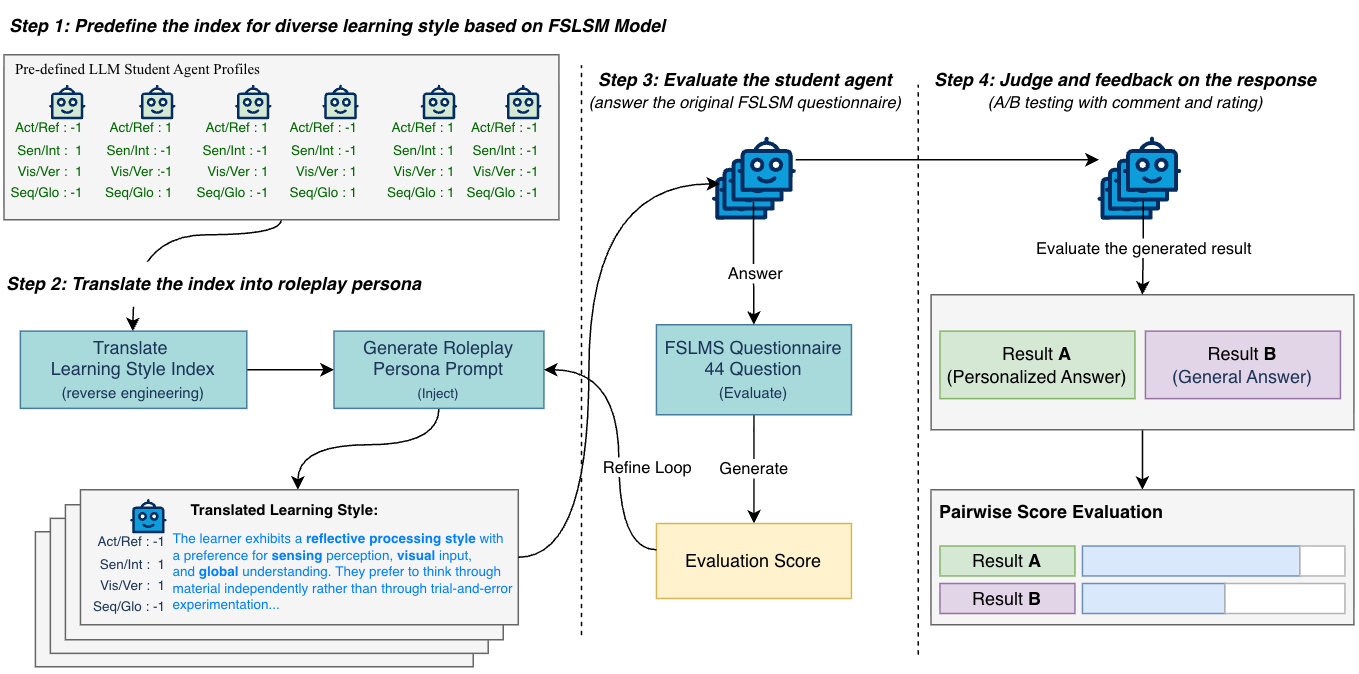 Step 1: Predefine the index for diverse learning style based on FSLSM Model
Pre-defined LLM Student Agent Profiles
Act/Ref : -1 Act/Ref : 1 Act/Ref : 1 Act/Ref : -1 Act/Ref : 1 Act/Ref : -1
Sen/Int : 1 Sen/Int : -1 Sen/Int : -1 Sen/Int : -1 Sen/Int : 1 Sen/Int : -1
Vis/Ver : 1 Vis/Ver : -1 Vis/Ver : 1 Vis/Ver : 1 Vis/Ver : 1 Vis/Ver : -1
Seq/Glo : -1 Seq/Glo : 1 Seq/Glo : -1 Seq/Glo : 1 Seq/Glo : 1 Seq/Glo : -1
Step 2: Translate the index into roleplay persona
Translate
Learning Style Index
(reverse engineering)
Generate Roleplay
Persona Prompt
(Inject)
Translated Learning Style:
Act/Ref : -1
Sen/Int : 1
Vis/Ver : 1
Seq/Glo : -1
The learner exhibits a reflective processing style with
a preference for sensing perception, visual input,
and global understanding. They prefer to think through
material independently rather than through trial-and-error
experimentation...
Step 3: Evaluate the student agent
(answer the original FSLSM questionnaire)
Answer
FSLMS Questionnaire
44 Question
(Evaluate)
Refine Loop
Generate
Evaluation Score
Step 4: Judge and feedback on the response
(A/B testing with comment and rating)
Evaluate the generated result
Result A
(Personalized Answer)
Result B
(General Answer)
Pairwise Score Evaluation
Result A
Result B